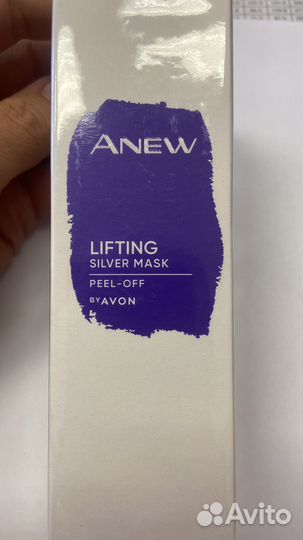 ANEW
LIFTING
SILVER MASK
PEEL-OFF
BY AVON
Avito